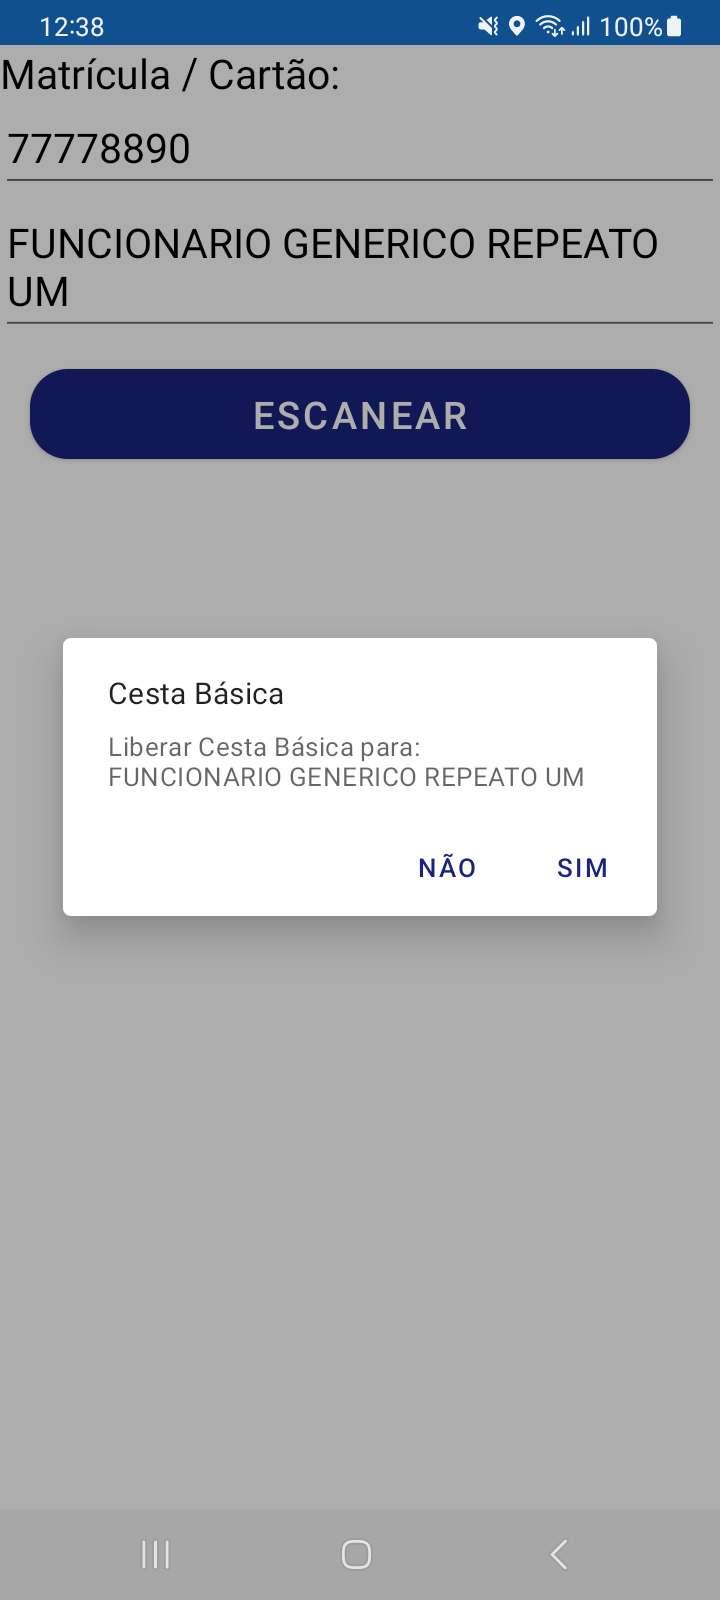 12:38
100%
Matrícula / Cartão:
77778890
FUNCIONARIO GENERICO REPEATO
UM
ESCANEAR
Cesta Básica
Liberar Cesta Básica para:
FUNCIONARIO GENERICO REPEATO UM
NÃO
SIM